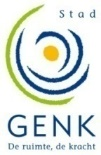 Stad
GENK
De ruimte, de kracht